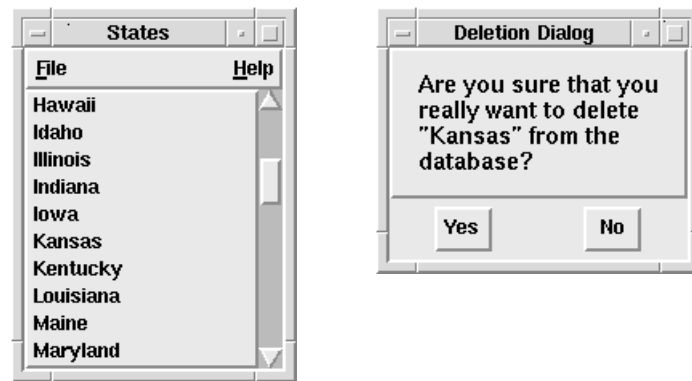 States
File Help
Hawaii
Idaho
Illinois
Indiana
Iowa
Kansas
Kentucky
Louisiana
Maine
Maryland
Deletion Dialog
Are you sure that you
really want to delete
"Kansas" from the
database?
Yes No